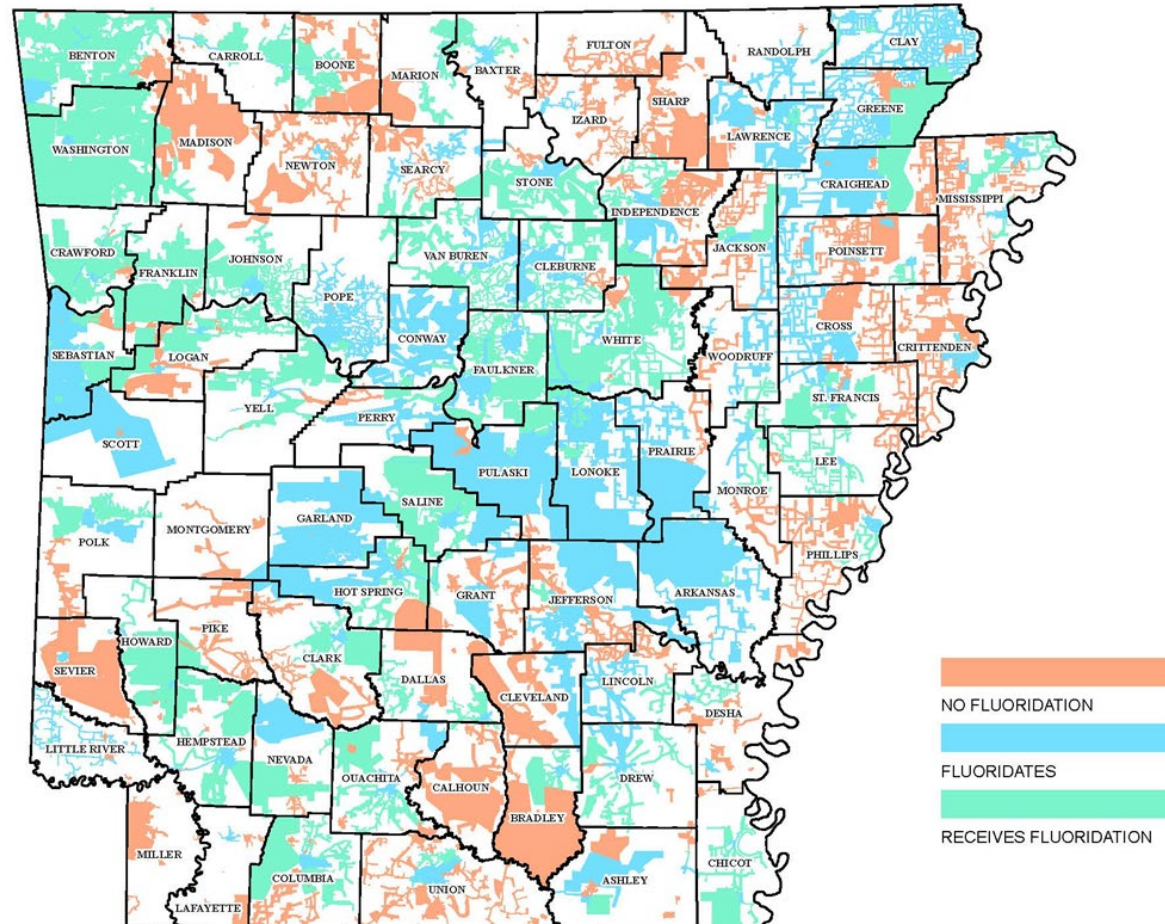 BENTON
CARROLL
BOONE
MARION
BAXTER
FULTON
RANDOLPH
CLAY
SHARP
IZARD
GREENE
LAWRENCE
WASHINGTON
MADISON
NEWTON
SEARCY
STONE
INDEPENDENCE
CRAIGHEAD
MISSISSIPPI
CRAWFORD
FRANKLIN
JOHNSON
VAN BUREN
CLEBURNE
JACKSON
POINSETT
POPE
CONWAY
CROSS
CRITTENDEN
SEBASTIAN
LOGAN
FAULKNER
WHITE
WOODRUFF
YELL
PERRY
ST. FRANCIS
SCOTT
PULASKI
LONOKE
PRAIRIE
LEE
SALINE
MONROE
POLK
MONTGOMERY
GARLAND
PHILLIPS
HOT SPRING
GRANT
JEFFERSON
ARKANSAS
HOWARD
PIKE
SEVIER
CLARK
DALLAS
CLEVELAND
LINCOLN
DESHA
NO FLUORIDATION
LITTLE RIVER
HEMPSTEAD
NEVADA
OUACHITA
CALHOUN
DREW
FLUORIDATES
BRADLEY
RECEIVES FLUORIDATION
MILLER
LAFAYETTE
COLUMBIA
UNION
ASHLEY
CHICOT